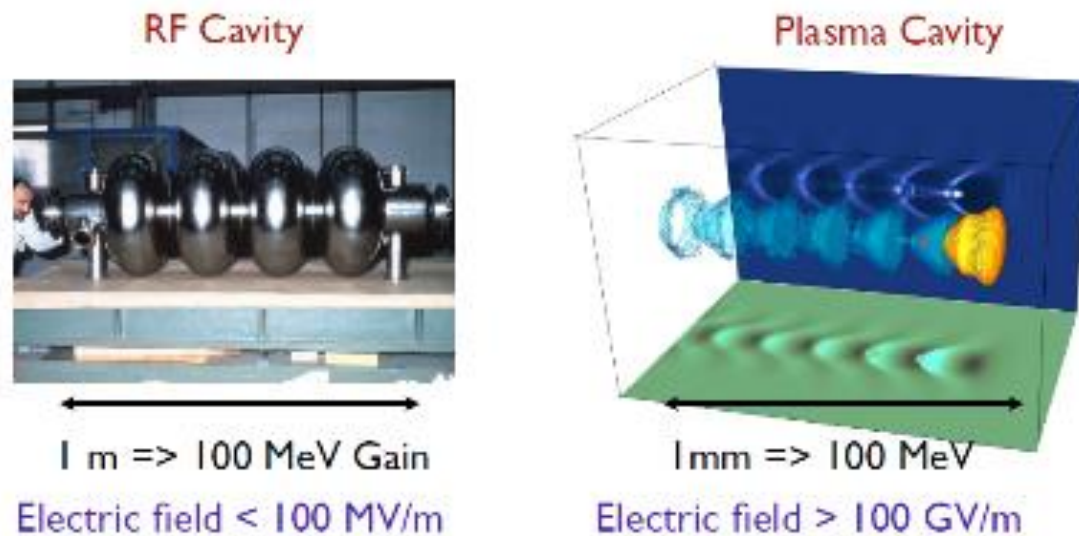 RF Cavity
Plasma Cavity
1 m => 100 MeV Gain
1mm => 100 MeV
Electric field < 100 MV/m
Electric field > 100 GV/m